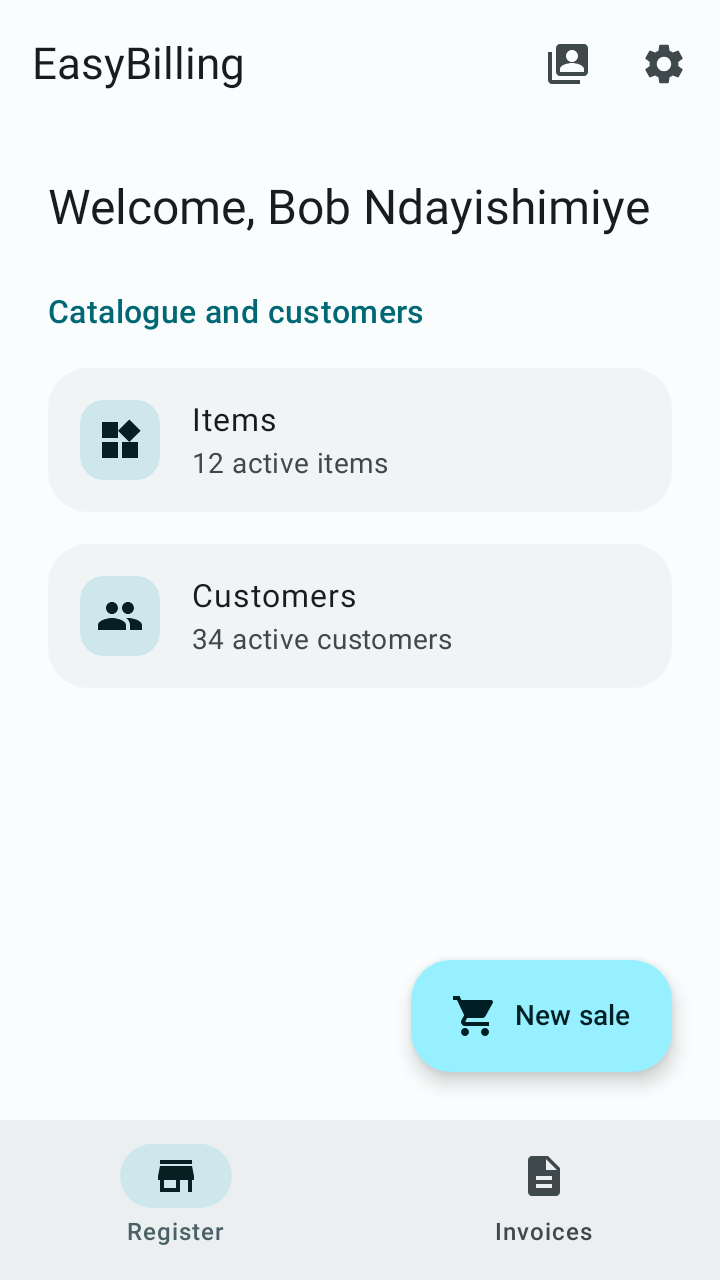 EasyBilling
Welcome, Bob Ndayishimiye
Catalogue and customers
Items
12 active items
Customers
34 active customers
New sale
Register
Invoices